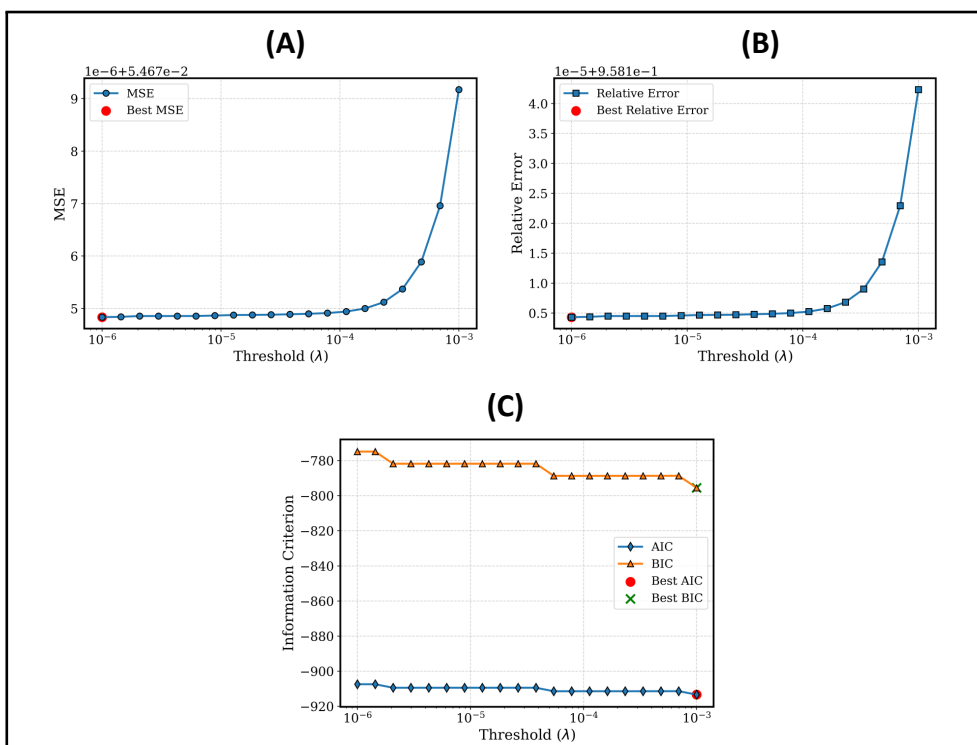 (A)
1e-6+5.467e-2
MSE
Best MSE
9
8
7
6
5
MSE
10⁻⁶
10⁻⁵
10⁻⁴
10⁻³
Threshold (λ)
(B)
1e-5+9.581e-1
Relative Error
Best Relative Error
4.0
3.5
3.0
2.5
2.0
1.5
1.0
0.5
Relative Error
10⁻⁶
10⁻⁵
10⁻⁴
10⁻³
Threshold (λ)
(C)
−780
−800
−820
−840
−860
−880
−900
−920
Information Criterion
AIC
BIC
Best AIC
Best BIC
10⁻⁶
10⁻⁵
10⁻⁴
10⁻³
Threshold (λ)